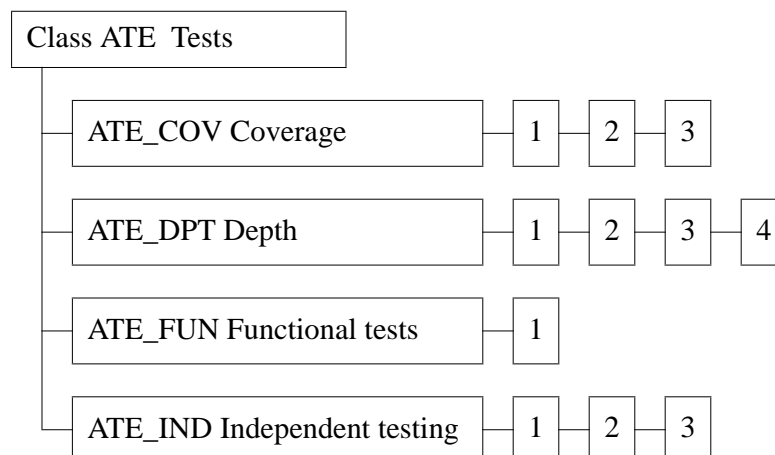 Class ATE Tests
ATE_COV Coverage 1 2 3
ATE_DPT Depth 1 2 3 4
ATE_FUN Functional tests 1
ATE_IND Independent testing 1 2 3